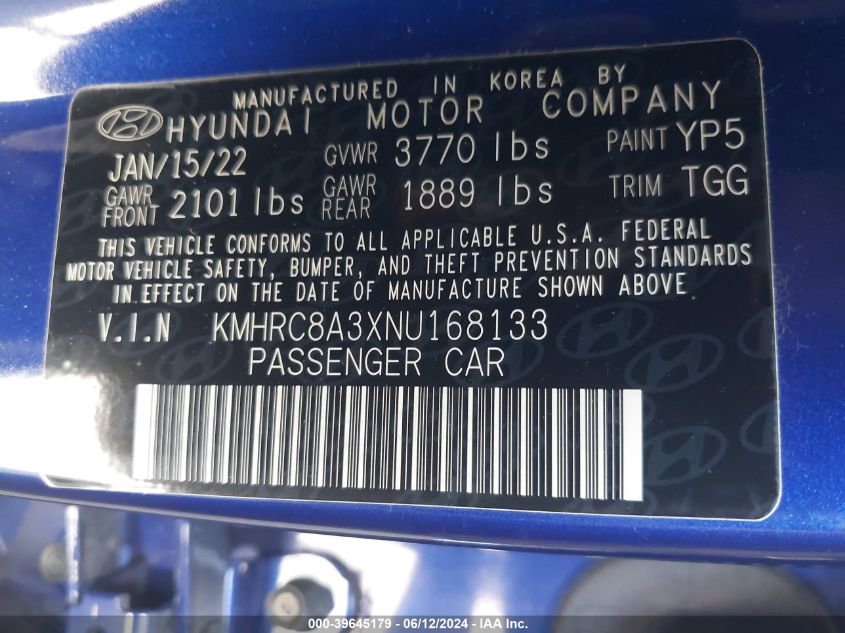 MANUFACTURED IN KOREA BY
HYUNDAI MOTOR COMPANY
JAN/15/22 GVWR 3770 lbs PAINT YP5
GAWR FRONT 2101 lbs GAWR REAR 1889 lbs TRIM TGG
THIS VEHICLE CONFORMS TO ALL APPLICABLE U.S.A. FEDERAL
MOTOR VEHICLE SAFETY, BUMPER, AND THEFT PREVENTION STANDARDS
IN EFFECT ON THE DATE OF MANUFACTURE SHOWN ABOVE
V.I.N KMHRC8A3XNU168133
PASSENGER CAR
000-39645179 - 06/12/2024 - IAAI Inc.